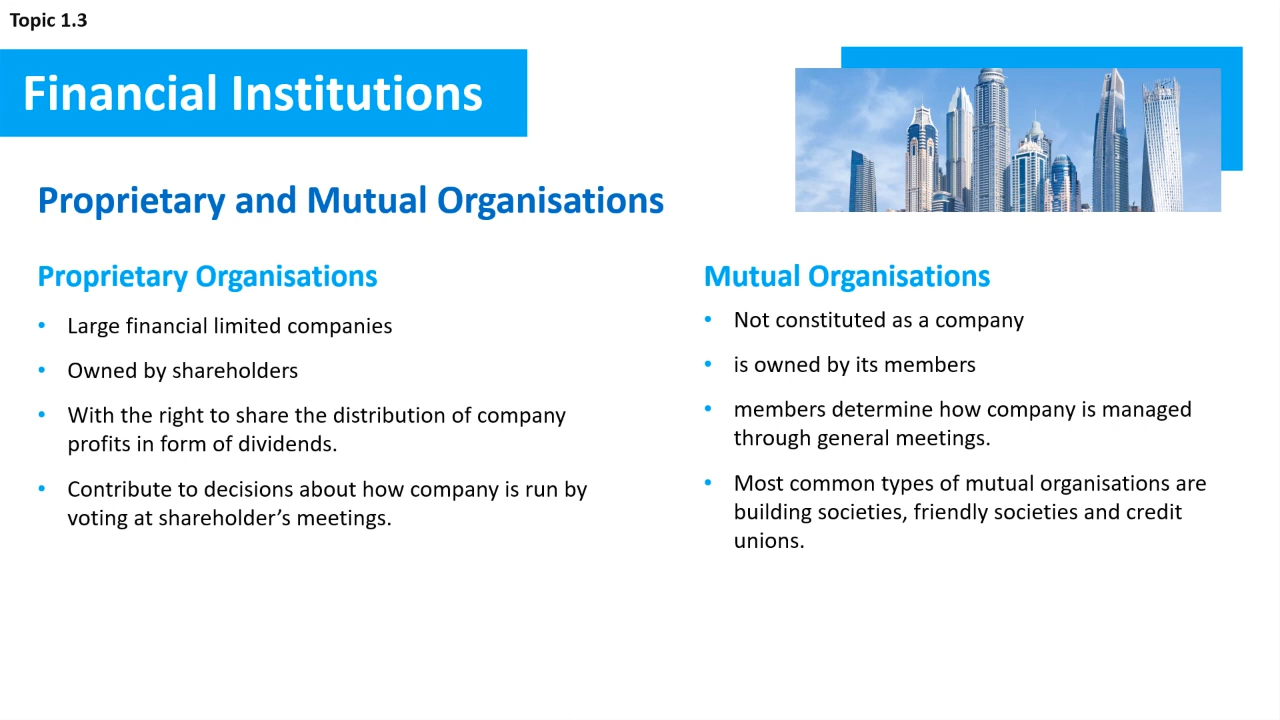 Topic 1.3
Financial Institutions
Proprietary and Mutual Organisations
Proprietary Organisations
• Large financial limited companies
• Owned by shareholders
• With the right to share the distribution of company
profits in form of dividends.
• Contribute to decisions about how company is run by
voting at shareholder’s meetings.
Mutual Organisations
• Not constituted as a company
• is owned by its members
• members determine how company is managed
through general meetings.
• Most common types of mutual organisations are
building societies, friendly societies and credit
unions.